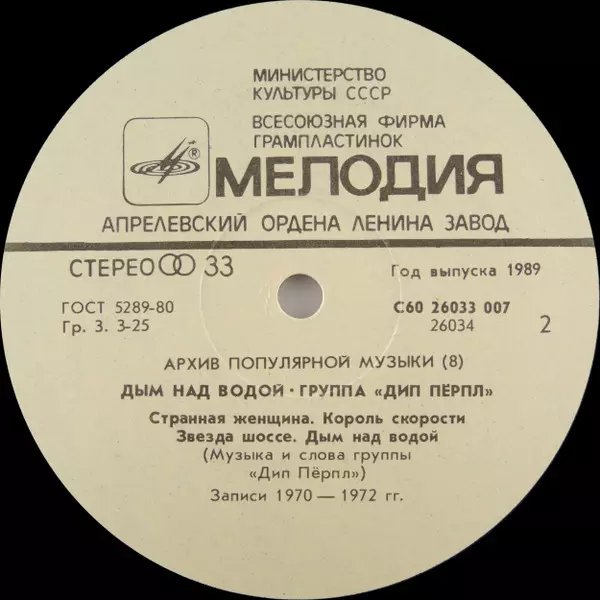 МИНИСТЕРСТВО
КУЛЬТУРЫ СССР
ВСЕСОЮЗНАЯ ФИРМА
ГРАМПЛАСТИНОК
®
МЕЛОДИЯ
АПРЕЛЕВСКИЙ ОРДЕНА ЛЕНИНА ЗАВОД
СТЕРЕО 33
Год выпуска 1989
ГОСТ 5289-80
С60 26033 007
Гр. 3. 3-25
26034
2
АРХИВ ПОПУЛЯРНОЙ МУЗЫКИ (8)
ДЫМ НАД ВОДОЙ · ГРУППА «ДИП ПЁРПЛ»
Странная женщина. Король скорости
Звезда шоссе. Дым над водой
(Музыка и слова группы
«Дип Пёрпл»)
Записи 1970 — 1972 гг.